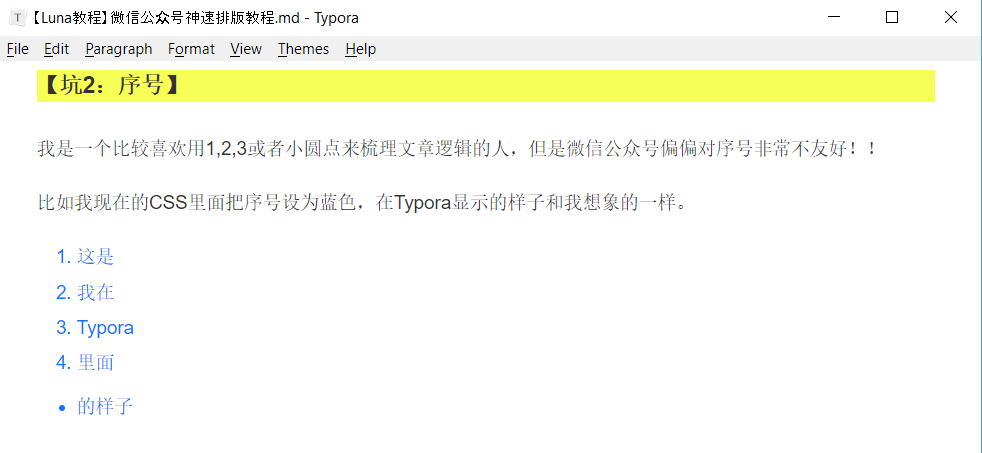 T 【Luna教程】微信公众号神速排版教程.md - Typora
File Edit Paragraph Format View Themes Help
【坑2：序号】
我是一个比较喜欢用1,2,3或者小圆点来梳理文章逻辑的人，但是微信公众号偏偏对序号非常不友好！！
比如我现在的CSS里面把序号设为蓝色，在Typora显示的样子和我想象的一样。
1. 这是
2. 我在
3. Typora
4. 里面
• 的样子